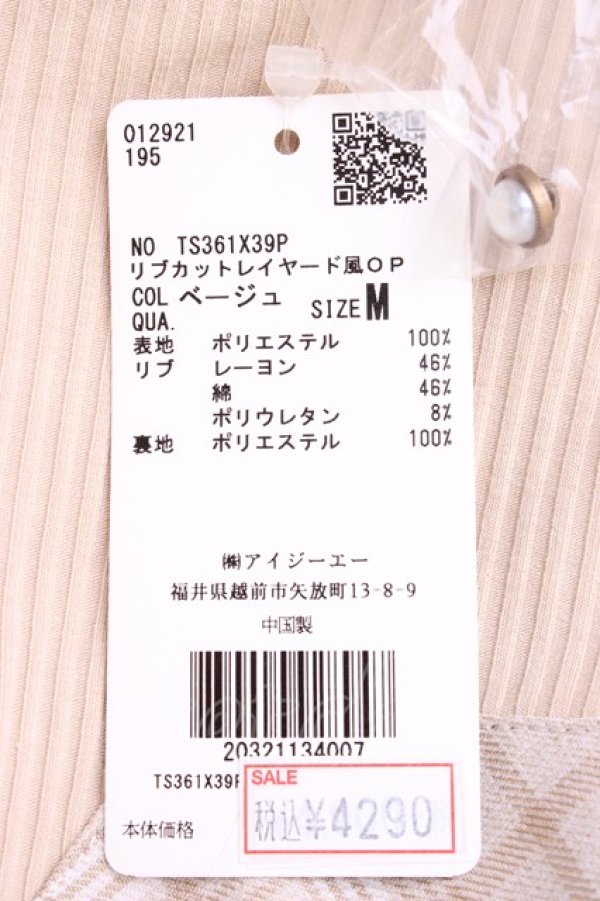 012921
195
NO TS361X39P
リブカットレイヤード風OP
COL ベージュ SIZE M
QUA.
表地 ポリエステル 100%
リブ レーヨン 46%
綿 46%
ポリウレタン 8%
裏地 ポリエステル 100%
㈱アイジーエー
福井県越前市矢放町13-8-9
中国製
20321134007
TS361X39P
SALE
本体価格 税込¥4290